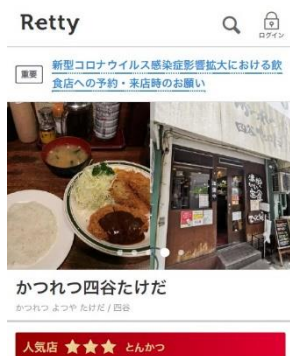 Retty
ログイン
重要
新型コロナウイルス感染症影響拡大における飲
食店への予約・来店時のお願い
かつれつ四谷たけだ
かつれつ よつや たけだ / 四谷
人気店 ★★★ とんかつ